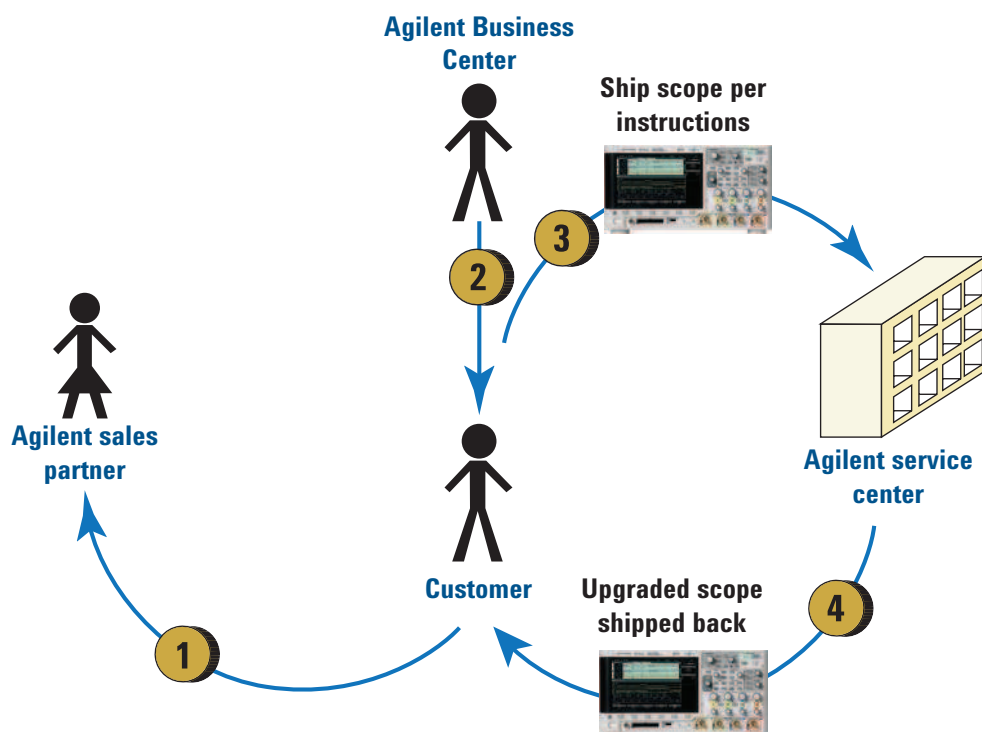 Agilent Business
Center
Ship scope per
instructions
3
2
Agilent sales
partner
Agilent service
center
Customer
Upgraded scope
shipped back
4
1